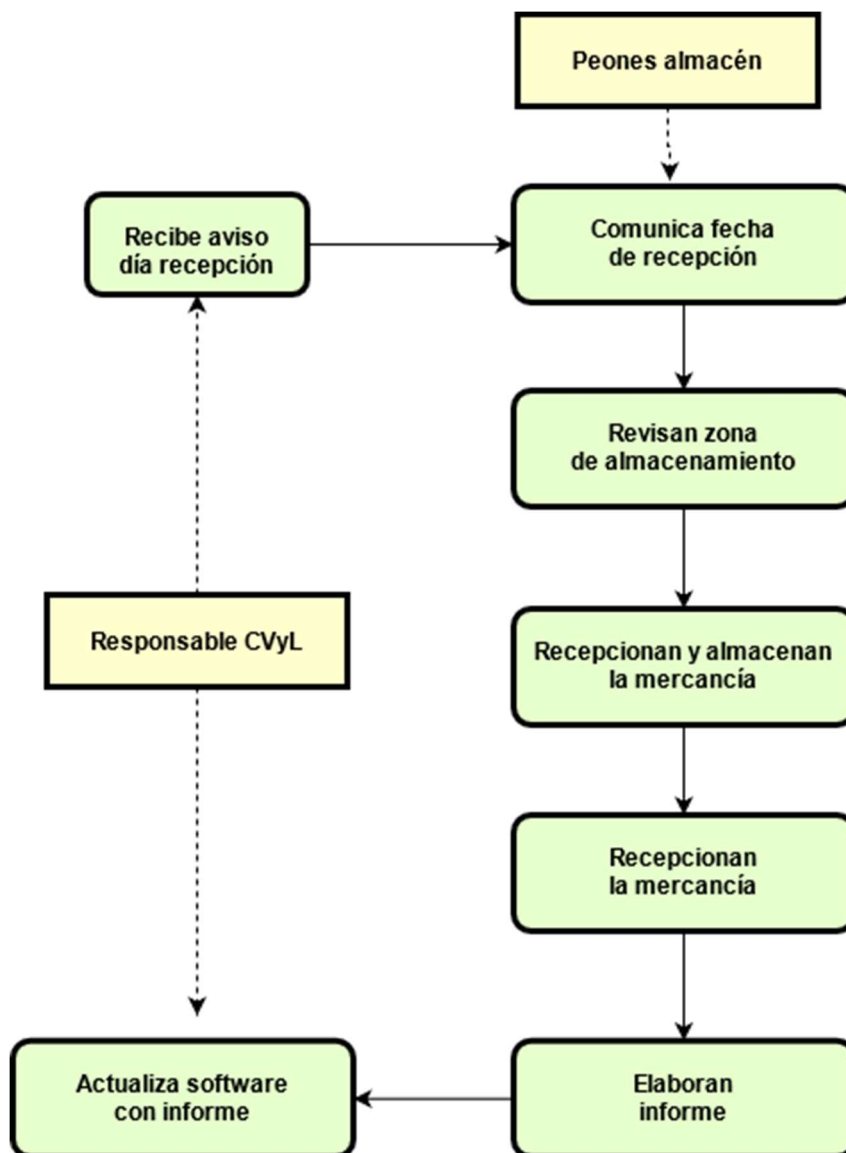 Peones almacén
Recibe aviso
día recepción
Comunica fecha
de recepción
Revisan zona
de almacenamiento
Responsable CVyL
Recepcionan y almacenan
la mercancía
Recepcionan
la mercancía
Elaboran
informe
Actualiza software
con informe